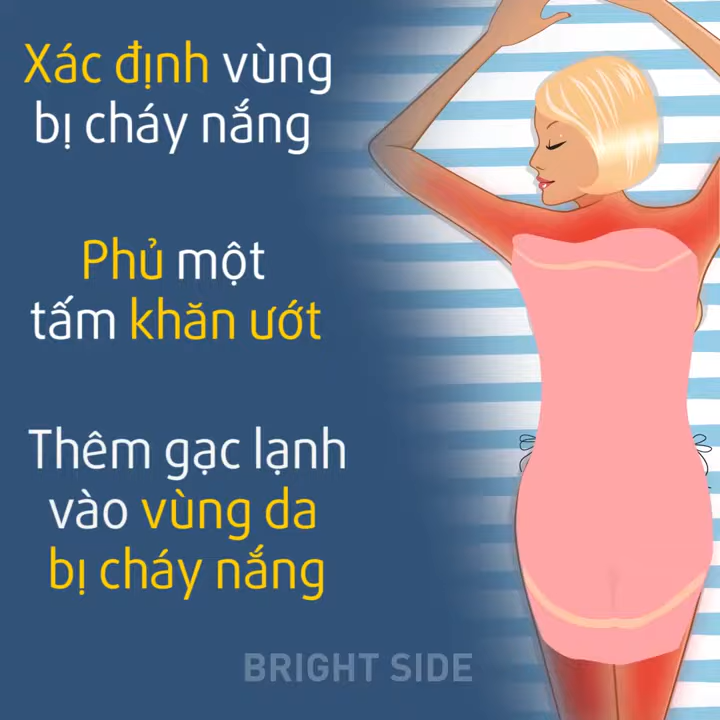 Xác định vùng
bị cháy nắng
Phủ một
tấm khăn ướt
Thêm gạc lạnh
vào vùng da
bị cháy nắng
BRIGHT SIDE